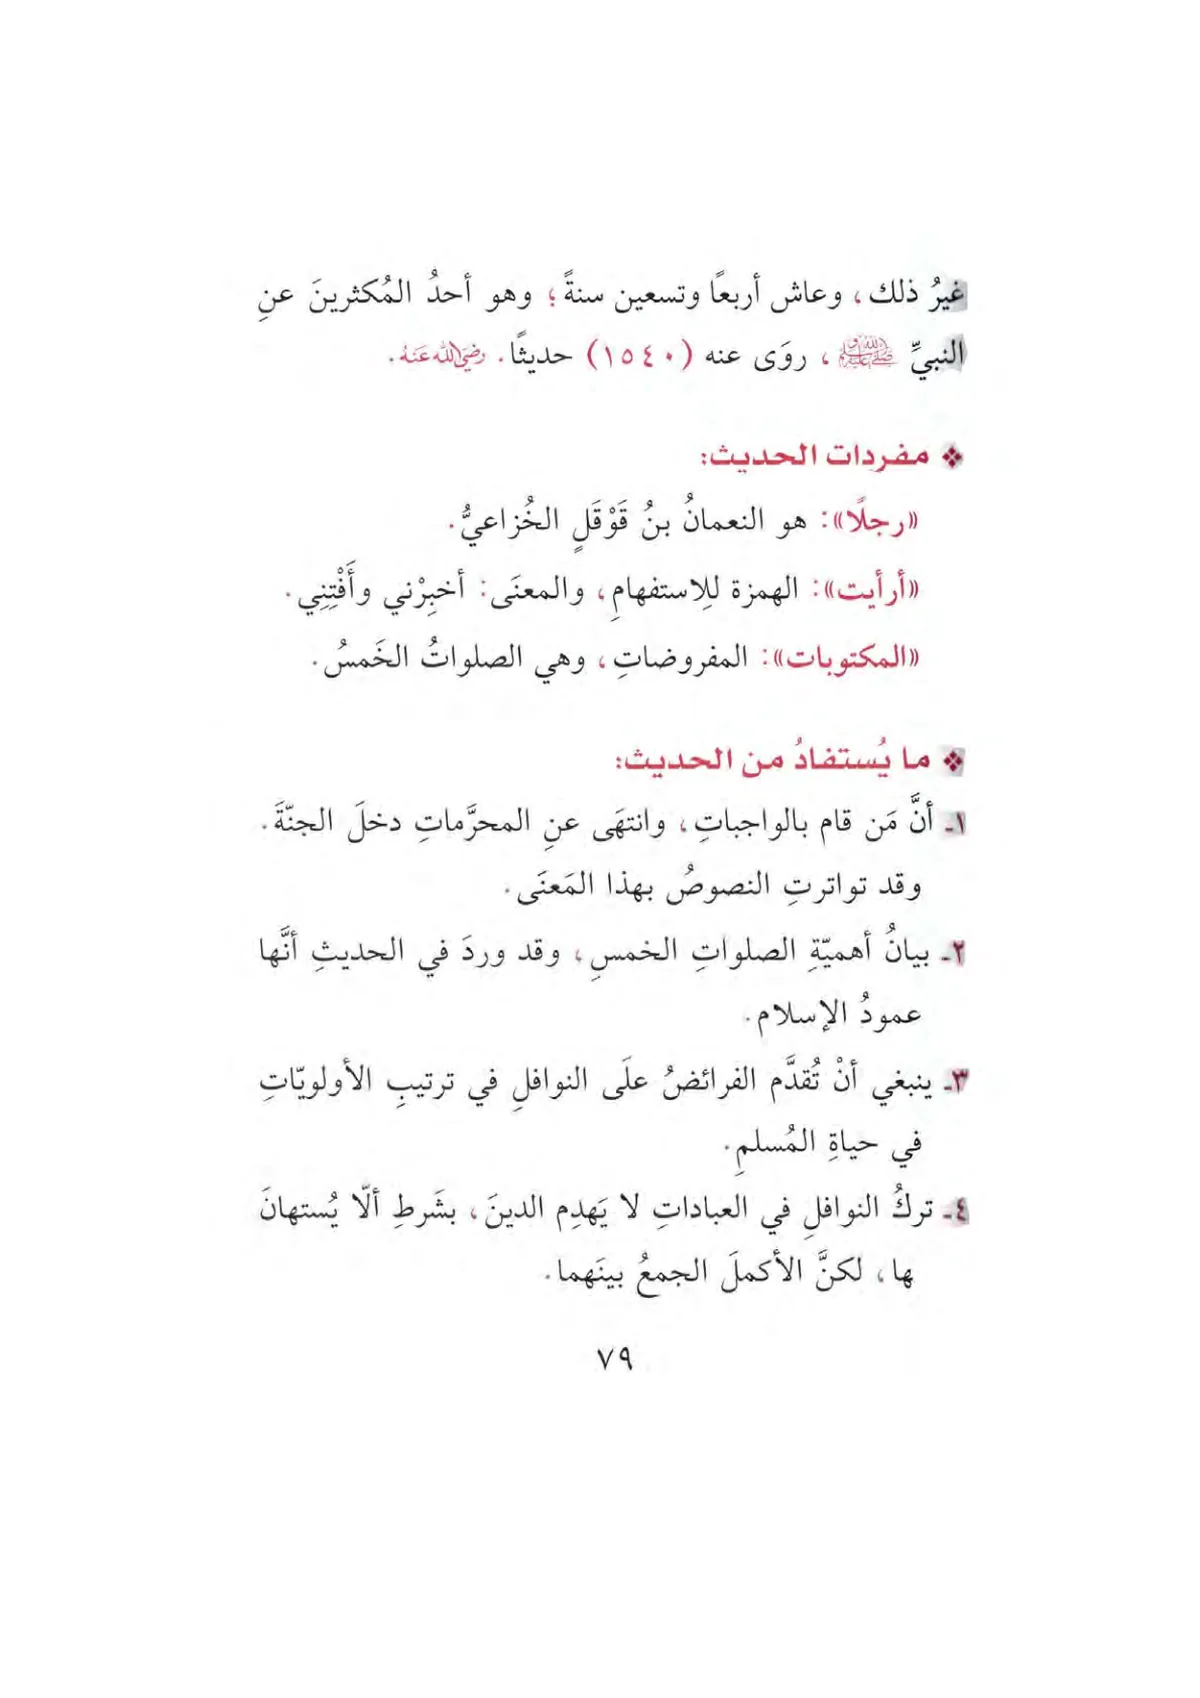 غيرُ ذلك، وعاش أربعًا وتسعين سنةً؛ وهو أحدُ المُكثرينَ عنِ
النبيِّ ﷺ، روَى عنه (١٥٤٠) حديثًا. رضي الله عنه.
❖ مفردات الحديث:
«رجلًا»: هو النعمانُ بنُ قَوْقَلٍ الخُزاعيُّ.
«أرأيت»: الهمزة للِاستفهامِ، والمعنَى: أخبِرْني وأَفْتِنِي.
«المكتوبات»: المفروضاتِ، وهي الصلواتُ الخَمسُ.
❖ ما يُستفادُ من الحديث:
١ـ أنَّ مَن قام بالواجباتِ، وانتهَى عنِ المحرَّماتِ دخلَ الجنّةَ.
وقد تواترتِ النصوصُ بهذا المَعنَى.
٢ـ بيانُ أهميّةِ الصلواتِ الخمسِ، وقد وردَ في الحديثِ أنَّها
عمودُ الإسلام.
٣ـ ينبغي أنْ تُقدَّم الفرائضُ علَى النوافلِ في ترتيبِ الأولويّاتِ
في حياةِ المُسلمِ.
٤ـ تركُ النوافلِ في العباداتِ لا يَهدِم الدينَ، بشَرطِ ألّا يُستهانَ
بها، لكنَّ الأكملَ الجمعُ بينَهما.
٧٩